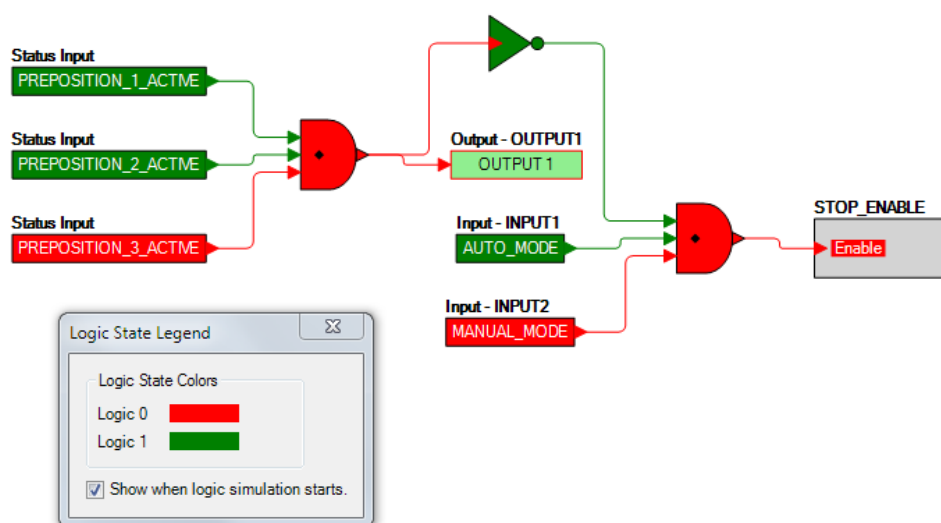 Status Input
PREPOSITION_1_ACTIVE
Status Input
PREPOSITION_2_ACTIVE
Status Input
PREPOSITION_3_ACTIVE
Output - OUTPUT1
OUTPUT 1
Input - INPUT1
AUTO_MODE
Input - INPUT2
MANUAL_MODE
STOP_ENABLE
Enable
Logic State Legend
Logic State Colors
Logic 0
Logic 1
Show when logic simulation starts.